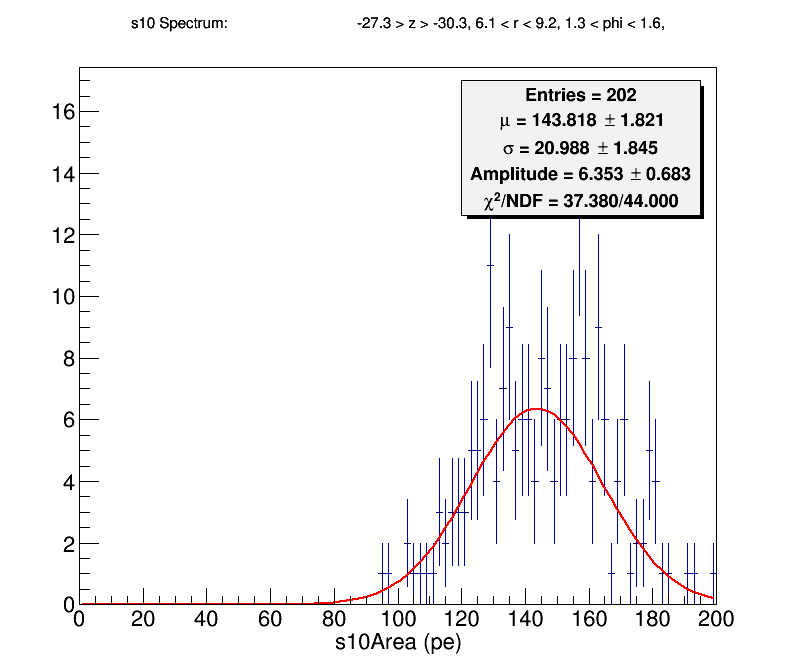 s10 Spectrum: -27.3 > z > -30.3, 6.1 < r < 9.2, 1.3 < phi < 1.6,
Entries = 202
μ = 143.818 ± 1.821
σ = 20.988 ± 1.845
Amplitude = 6.353 ± 0.683
χ²/NDF = 37.380/44.000
16
14
12
10
8
6
4
2
0
0 20 40 60 80 100 120 140 160 180 200
s10Area (pe)